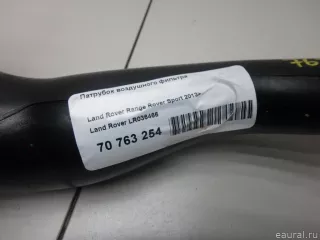 Патрубок воздушного фильтра
Land Rover Range Rover Sport 2013>
Land Rover LR036466
70 763 254
eaural.ru